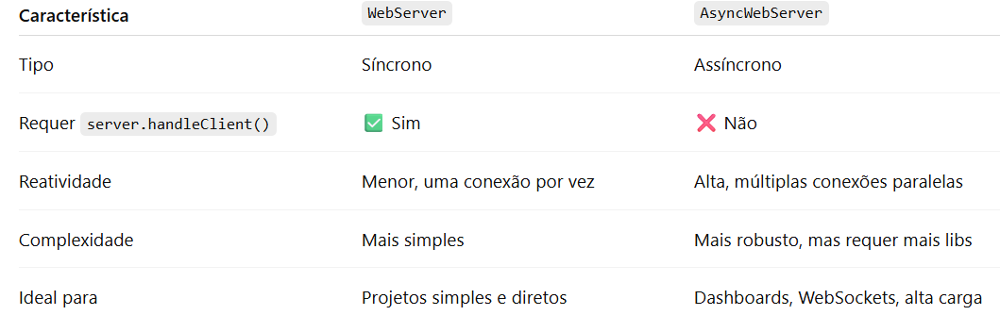 Característica WebServer AsyncWebServer
Tipo Síncrono Assíncrono
Requer server.handleClient() ✅ Sim ❌ Não
Reatividade Menor, uma conexão por vez Alta, múltiplas conexões paralelas
Complexidade Mais simples Mais robusto, mas requer mais libs
Ideal para Projetos simples e diretos Dashboards, WebSockets, alta carga